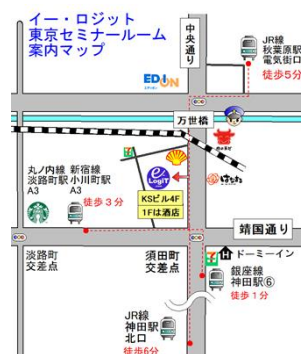 イー・ロジット
東京セミナールーム
案内マップ
中央通り
JR線
秋葉原駅
電気街口
徒歩5分
EDION
万世橋
丸ノ内線
淡路町駅
A3
新宿線
小川町駅
A3
徒歩3分
e
LogiT
KSビル4F
1Fは酒店
靖国通り
淡路町
交差点
須田町
交差点
ドーミーイン
銀座線
神田駅⑥
徒歩1分
JR線
神田駅
北口
徒歩6分